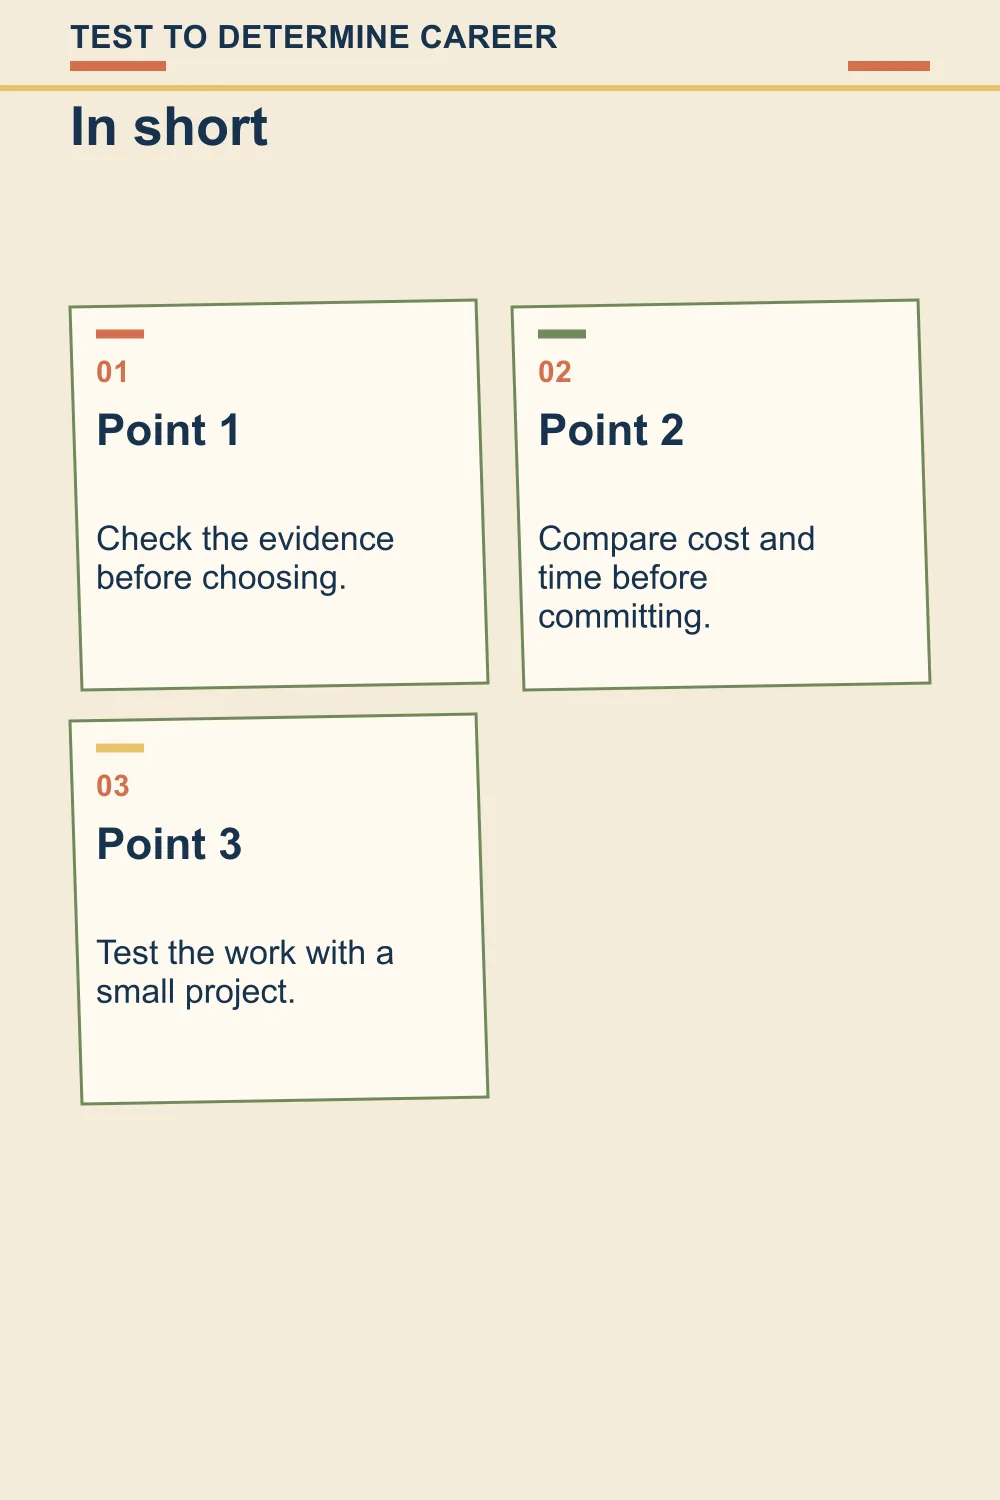 TEST TO DETERMINE CAREER
In short
01
Point 1
Check the evidence
before choosing.
02
Point 2
Compare cost and
time before
committing.
03
Point 3
Test the work with a
small project.